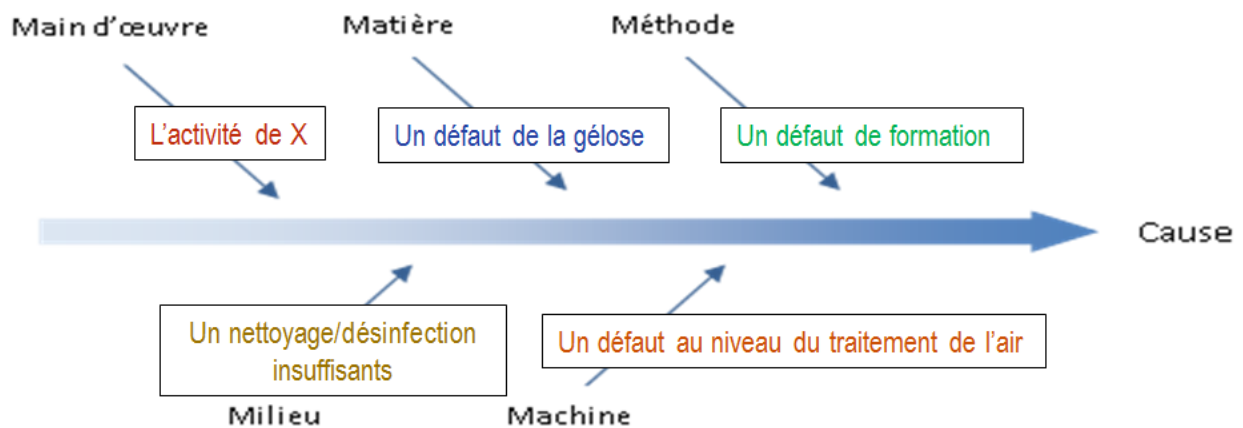 Main d’œuvre
Matière
Méthode
L’activité de X
Un défaut de la gélose
Un défaut de formation
Cause
Un nettoyage/désinfection
insuffisants
Un défaut au niveau du traitement de l’air
Milieu
Machine